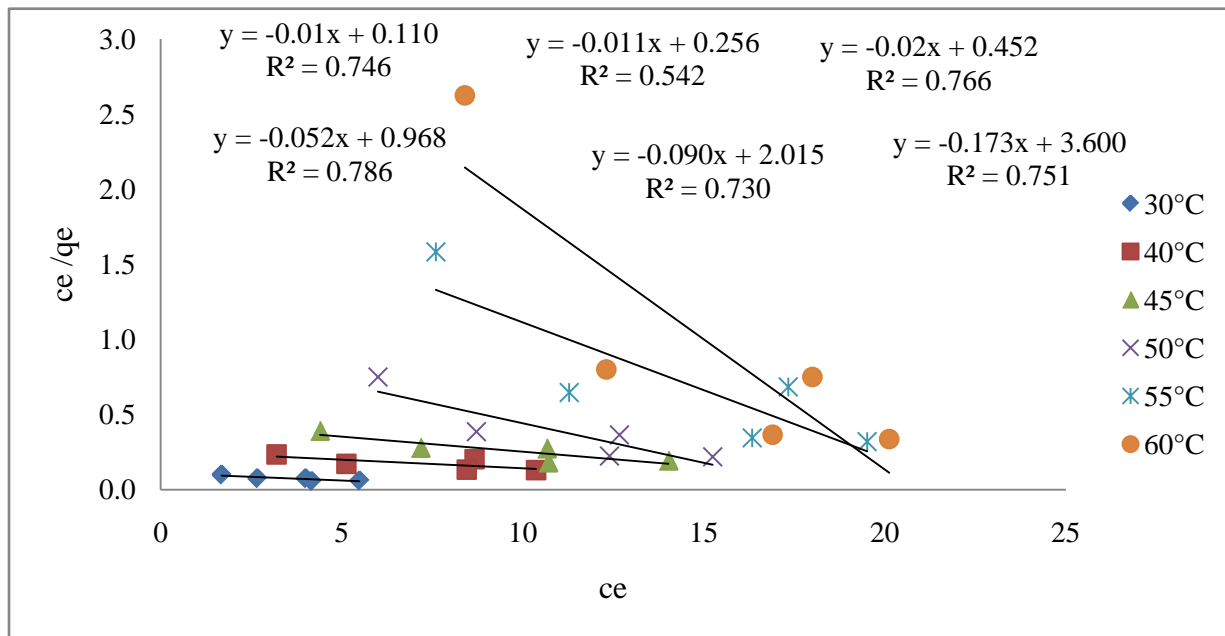 y = -0.01x + 0.110
R² = 0.746
y = -0.011x + 0.256
R² = 0.542
y = -0.02x + 0.452
R² = 0.766
y = -0.052x + 0.968
R² = 0.786
y = -0.090x + 2.015
R² = 0.730
y = -0.173x + 3.600
R² = 0.751
3.0
2.5
2.0
1.5
1.0
0.5
0.0
ce /qe
0
5
10
15
20
25
ce
30°C
40°C
45°C
50°C
55°C
60°C